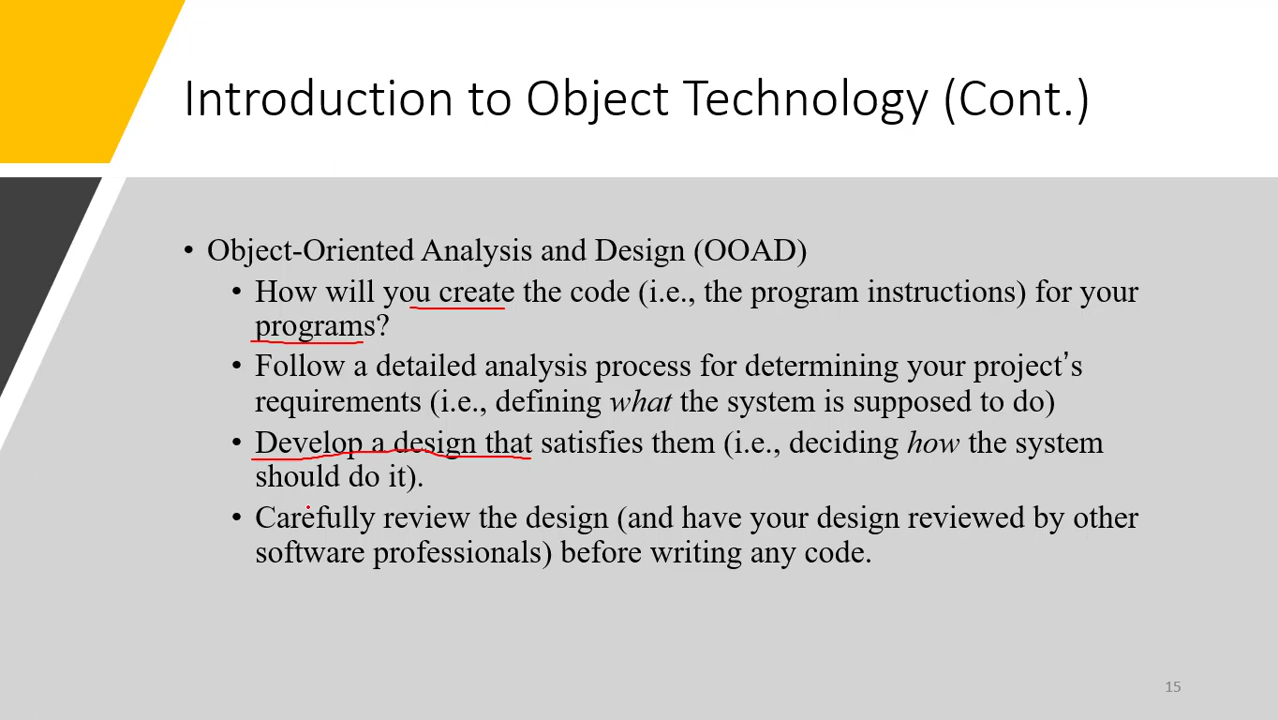 Introduction to Object Technology (Cont.)
• Object-Oriented Analysis and Design (OOAD)
• How will you create the code (i.e., the program instructions) for your
programs?
• Follow a detailed analysis process for determining your project’s
requirements (i.e., defining what the system is supposed to do)
• Develop a design that satisfies them (i.e., deciding how the system
should do it).
• Carefully review the design (and have your design reviewed by other
software professionals) before writing any code.
15